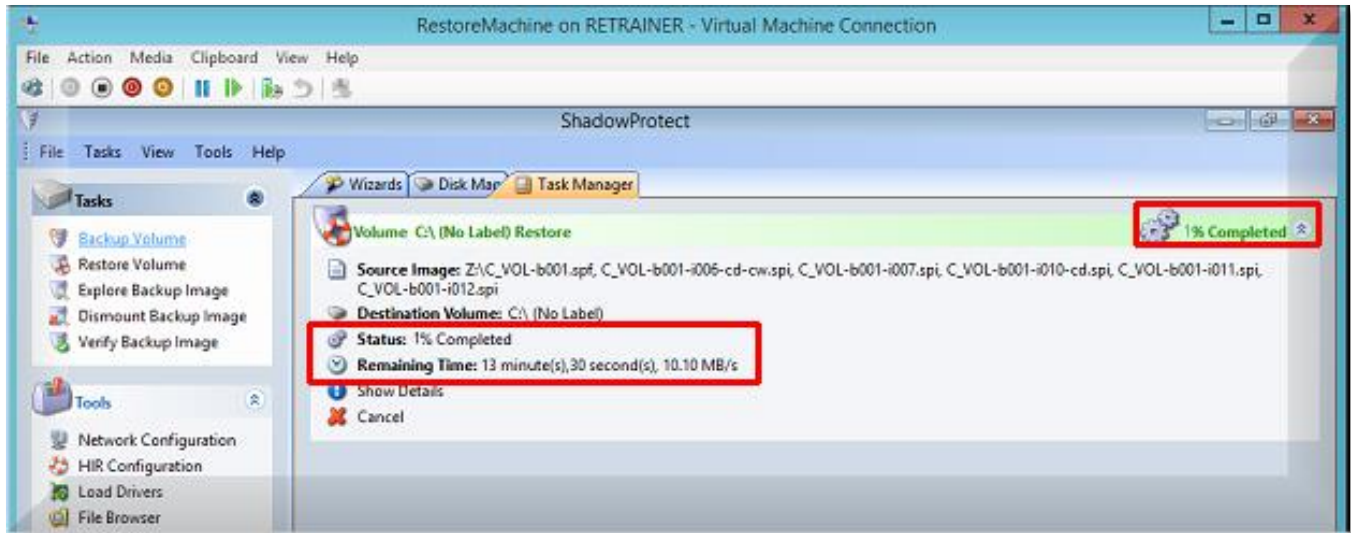 RestoreMachine on RETRAINER - Virtual Machine Connection
File Action Media Clipboard View Help
ShadowProtect
File Tasks View Tools Help
Wizards Disk Map Task Manager
Tasks
Backup Volume
Restore Volume
Explore Backup Image
Dismount Backup Image
Verify Backup Image
Tools
Network Configuration
HIR Configuration
Load Drivers
File Browser
Volume C:\ (No Label) Restore
1% Completed
Source Image: Z:\C_VOL-b001.spf, C_VOL-b001-i006-cd-cw.spi, C_VOL-b001-i007.spi, C_VOL-b001-i010-cd.spi, C_VOL-b001-i011.spi,
C_VOL-b001-i012.spi
Destination Volume: C:\ (No Label)
Status: 1% Completed
Remaining Time: 13 minute(s),30 second(s), 10.10 MB/s
Show Details
Cancel